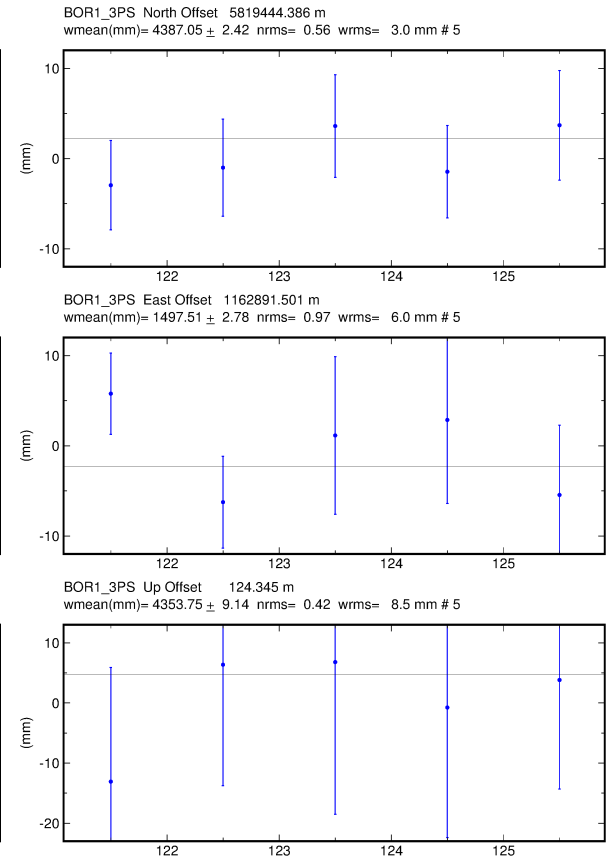 BOR1_3PS North Offset 5819444.386 m
wmean(mm)= 4387.05 ± 2.42 nrms= 0.56 wrms= 3.0 mm # 5
10
0
-10
(mm)
122 123 124 125
BOR1_3PS East Offset 1162891.501 m
wmean(mm)= 1497.51 ± 2.78 nrms= 0.97 wrms= 6.0 mm # 5
10
0
-10
(mm)
122 123 124 125
BOR1_3PS Up Offset 124.345 m
wmean(mm)= 4353.75 ± 9.14 nrms= 0.42 wrms= 8.5 mm # 5
10
0
-10
-20
(mm)
122 123 124 125